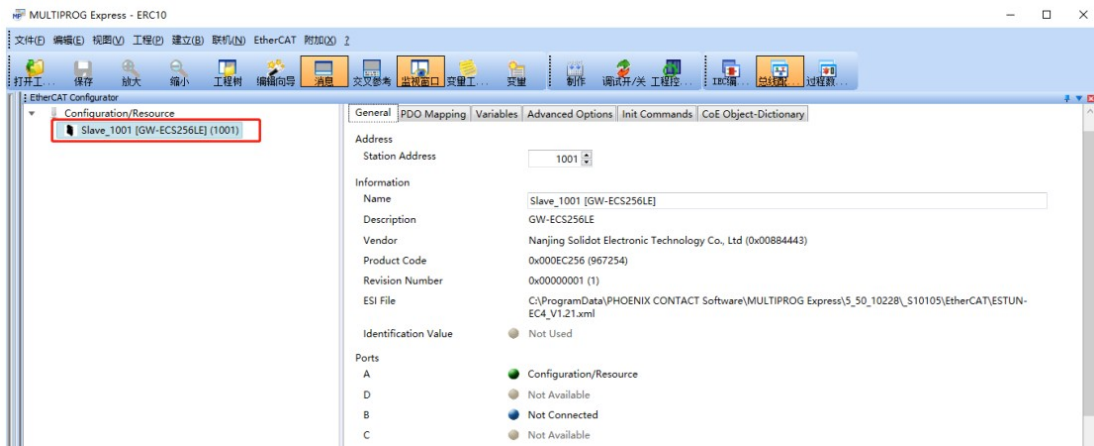 MULTIPROG Express - ERC10
文件(F) 编辑(E) 视图(V) 工程(P) 建立(B) 联机(N) EtherCAT 附加(X) ?
打开工... 保存 放大 缩小 工程树 编辑向导 消息 交叉参考 监视窗口 变量工... 变量 制作 调试开/关 工程控... IEC编... 总线配... 过程数...
EtherCAT Configurator
Configuration/Resource
Slave_1001 [GW-ECS256LE] (1001)
General PDO Mapping Variables Advanced Options Init Commands CoE Object-Dictionary
Address
Station Address 1001
Information
Name Slave_1001 [GW-ECS256LE]
Description GW-ECS256LE
Vendor Nanjing Solidot Electronic Technology Co., Ltd (0x00884443)
Product Code 0x000EC256 (967254)
Revision Number 0x00000001 (1)
ESI File C:\ProgramData\PHOENIX CONTACT Software\MULTIPROG Express\5_50_10228\_S10105\EtherCAT\ESTUN-
EC4_V1.21.xml
Identification Value Not Used
Ports
A Configuration/Resource
D Not Available
B Not Connected
C Not Available